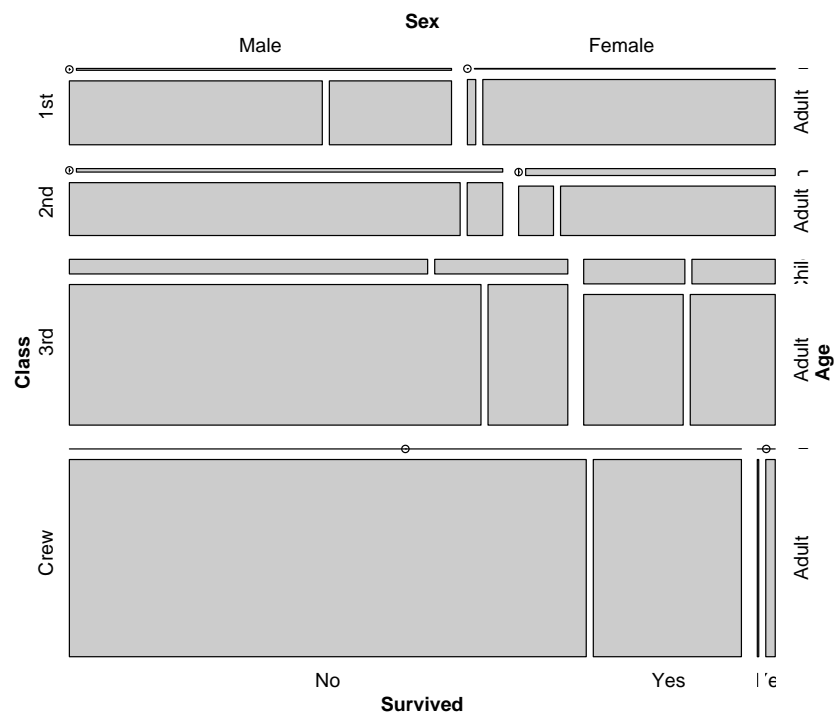 Sex
Male Female
1st Adult
2nd Adult
3rd Adult
Class Age
Crew Adult
No Yes
Survived